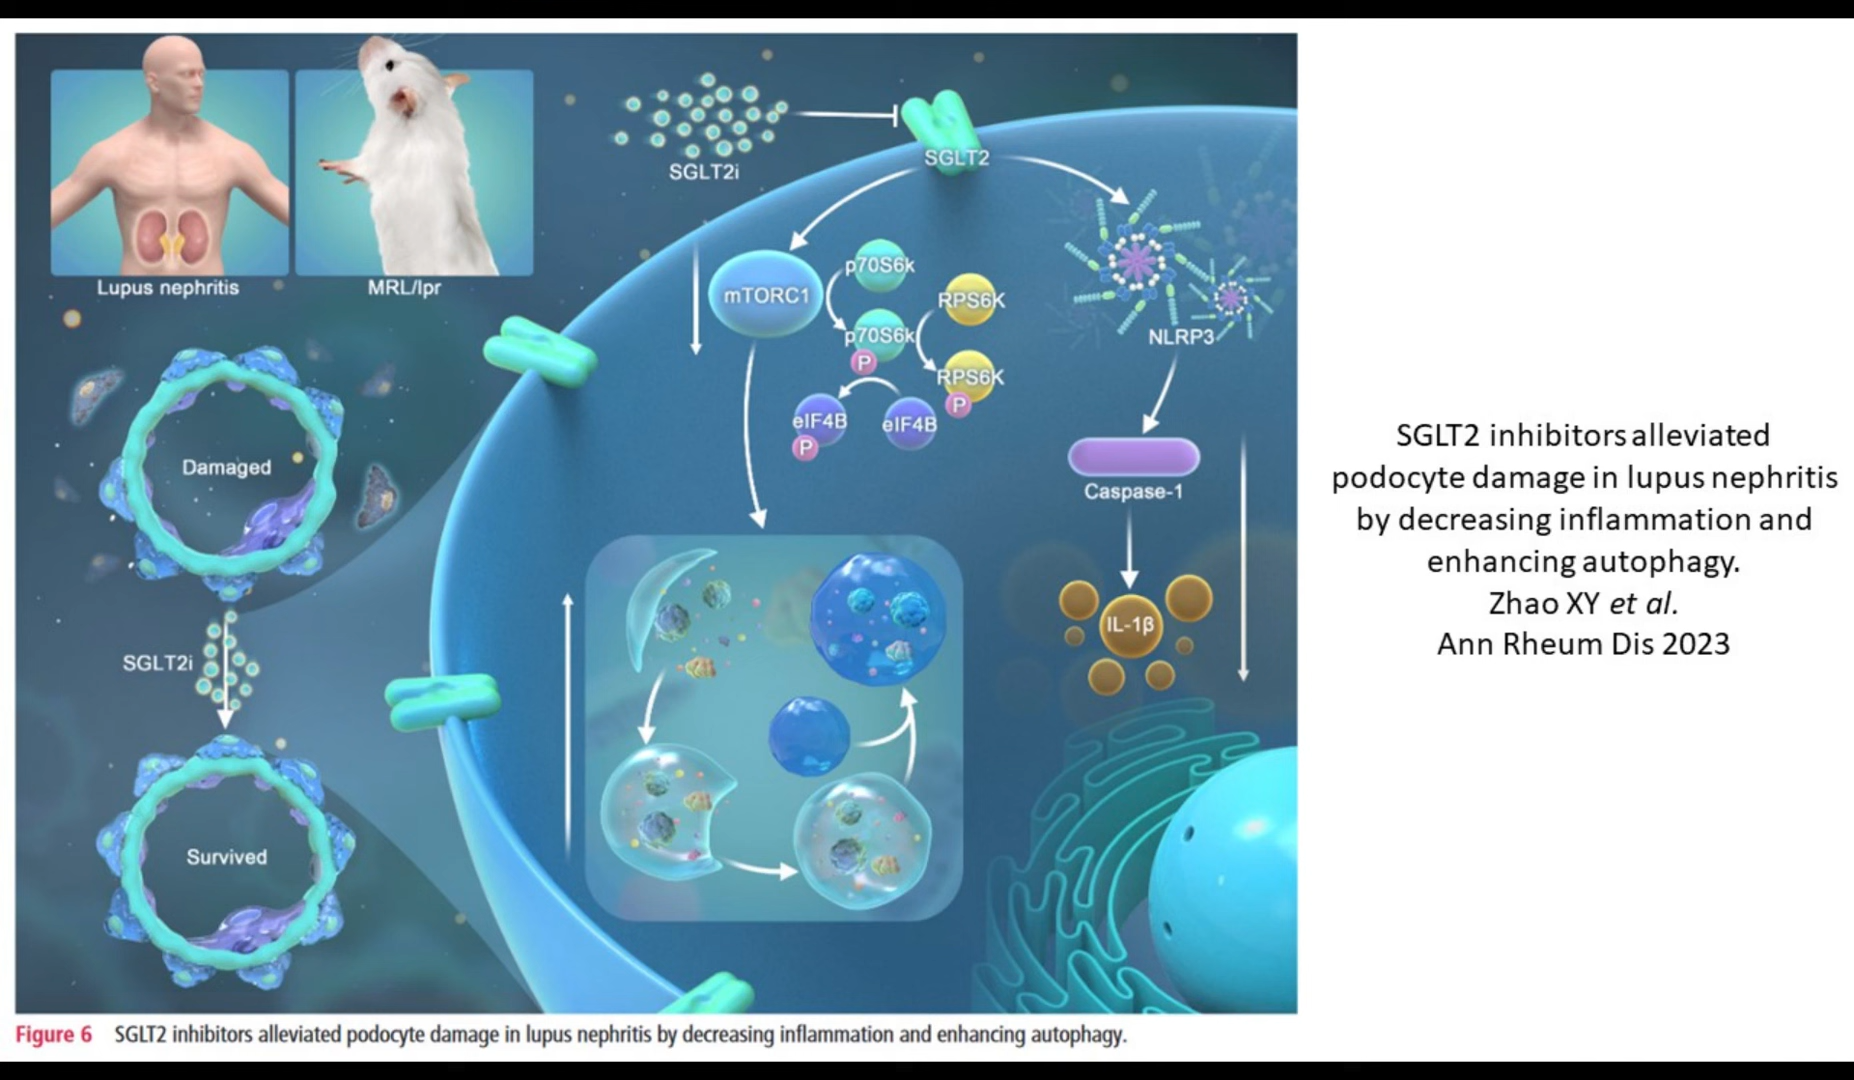 Lupus nephritis
MRL/lpr
SGLT2i
SGLT2
mTORC1
p70S6k
p70S6k
P
RPS6K
RPS6K
P
eIF4B
P
eIF4B
NLRP3
Caspase-1
IL-1β
Damaged
SGLT2i
Survived
Figure 6 SGLT2 inhibitors alleviated podocyte damage in lupus nephritis by decreasing inflammation and enhancing autophagy.
SGLT2 inhibitors alleviated
podocyte damage in lupus nephritis
by decreasing inflammation and
enhancing autophagy.
Zhao XY et al.
Ann Rheum Dis 2023